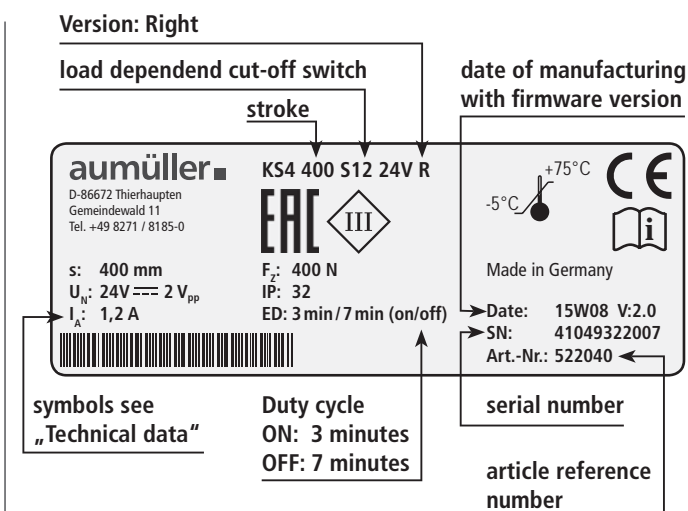 Version: Right
load dependend cut-off switch
stroke
date of manufacturing
with firmware version
aumüller
D-86672 Thierhaupten
Gemeindewald 11
Tel. +49 8271 / 8185-0
KS4 400 S12 24V R
EAC
III
-5°C
+75°C
CE
i
s: 400 mm
U_N: 24V ⎓ 2 V_pp
I_A: 1,2 A
F_Z: 400 N
IP: 32
ED: 3 min / 7 min (on/off)
Made in Germany
Date: 15W08 V:2.0
SN: 41049322007
Art.-Nr.: 522040
symbols see
„Technical data“
Duty cycle
ON: 3 minutes
OFF: 7 minutes
serial number
article reference
number